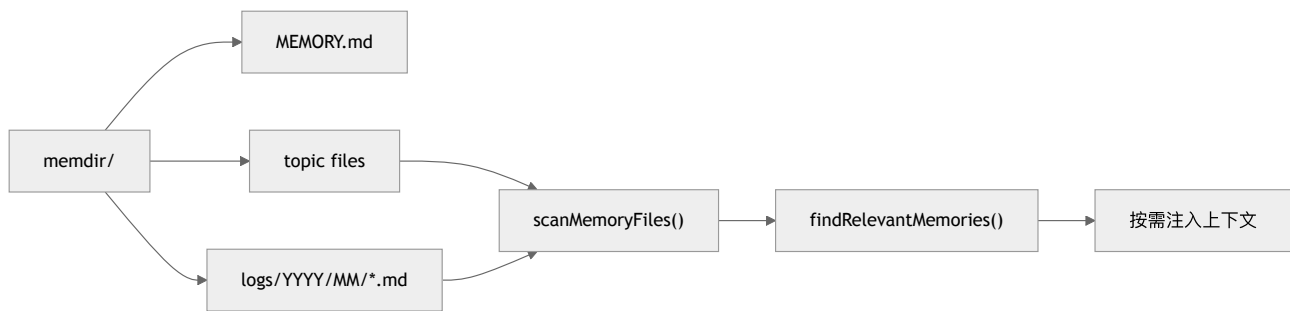 MEMORY.md
memdir/
topic files
logs/YYYY/MM/*.md
scanMemoryFiles()
findRelevantMemories()
按需注入上下文